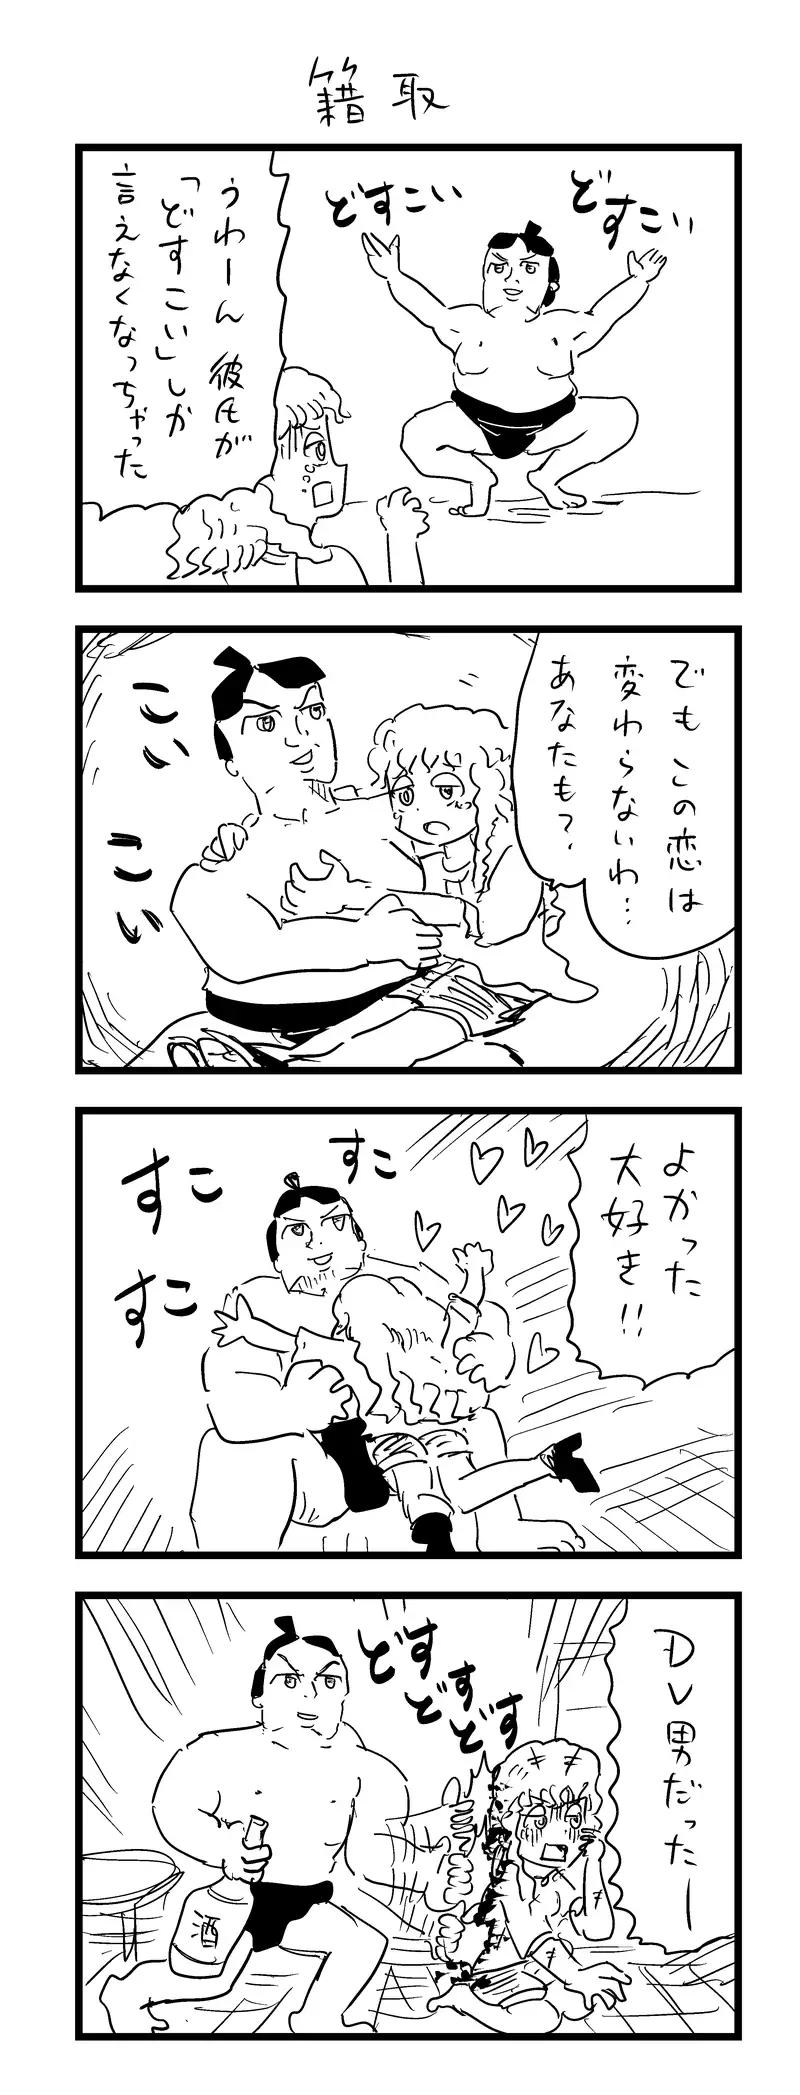 籍取
どすこい
どすこい
うわーん 彼氏が
「どすこい」しか
言えなくなっちゃった
でもこの恋は
変わらないわ…
あなたも？
こい
こい
よかった
大好き!!
すこ
すこ
すこ
DV男だったー
どす
どす
どす
酒